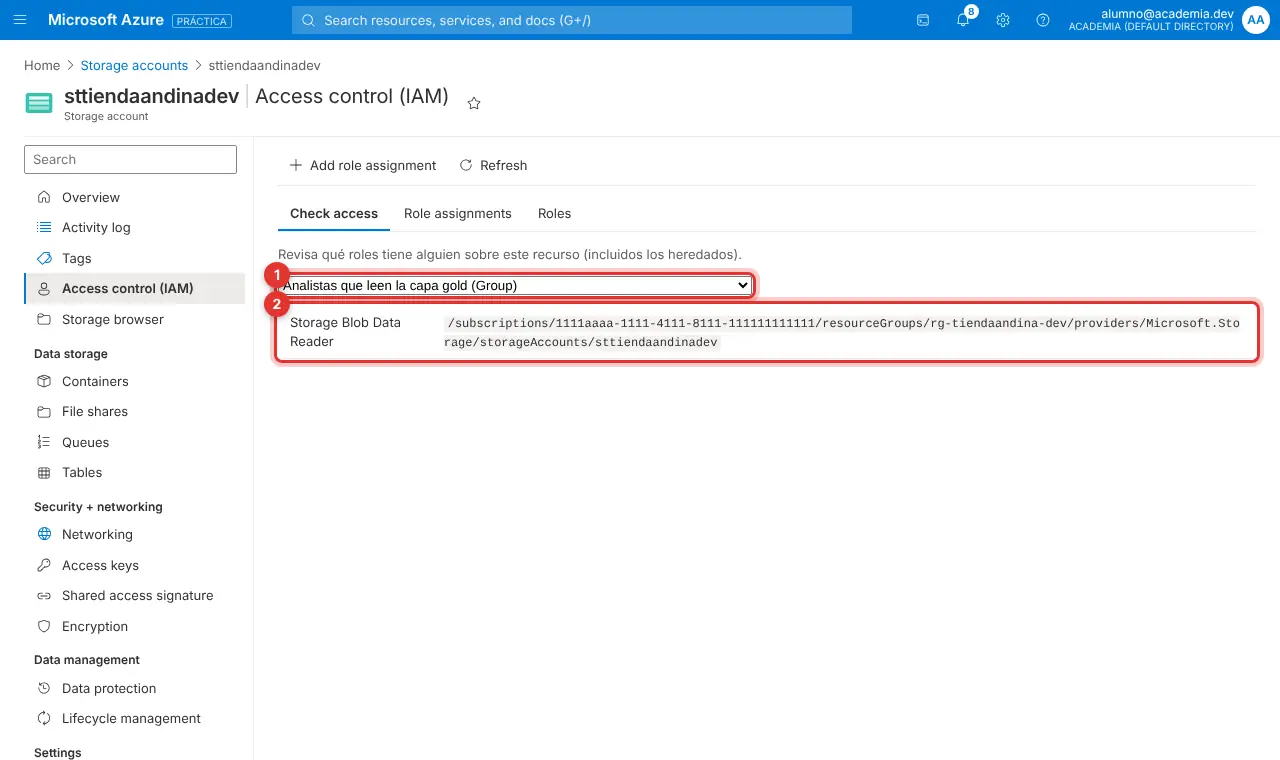 Microsoft Azure PRÁCTICA
Search resources, services, and docs (G+/)
8
alumno@academia.dev
ACADEMIA (DEFAULT DIRECTORY)
AA
Home > Storage accounts > sttiendaandinadev
sttiendaandinadev | Access control (IAM)
Storage account
Search
Overview
Activity log
Tags
Access control (IAM)
Storage browser
Data storage
Containers
File shares
Queues
Tables
Security + networking
Networking
Access keys
Shared access signature
Encryption
Data management
Data protection
Lifecycle management
Settings
Add role assignment
Refresh
Check access
Role assignments
Roles
Revisa qué roles tiene alguien sobre este recurso (incluidos los heredados).
1
Analistas que leen la capa gold (Group)
2
Storage Blob Data
Reader
/subscriptions/1111aaaa-1111-4111-8111-111111111111/resourceGroups/rg-tiendaandina-dev/providers/Microsoft.Sto
rage/storageAccounts/sttiendaandinadev